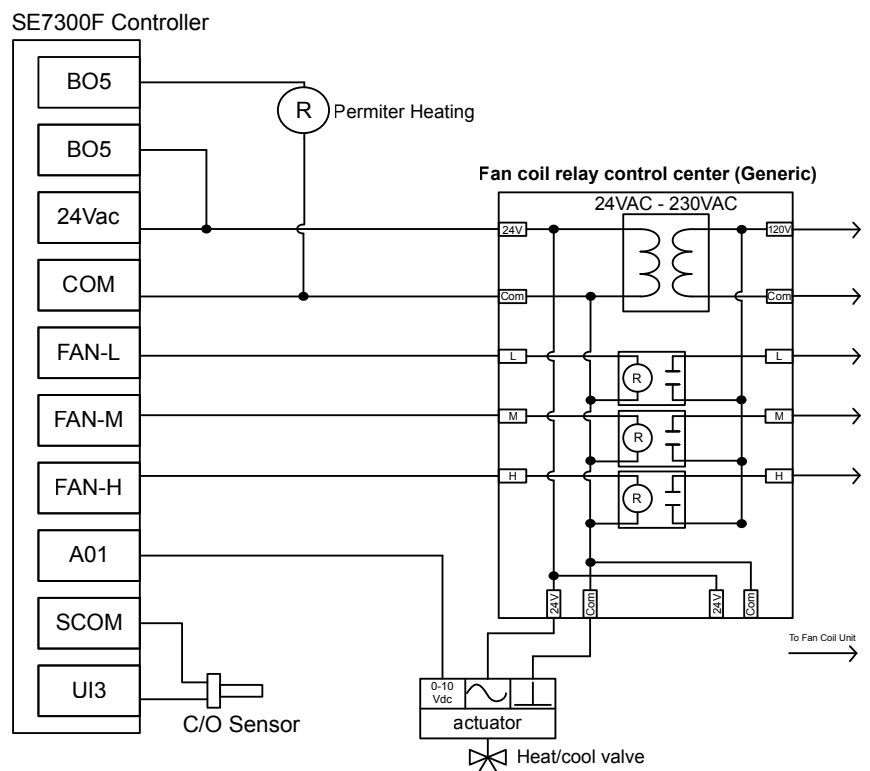 SE7300F Controller
BO5
R Permiter Heating
BO5
Fan coil relay control center (Generic)
24VAC - 230VAC
24Vac
24V
120V
COM
Com
Com
FAN-L
L
L
R
FAN-M
M
M
R
FAN-H
H
H
R
A01
24V
Com
24V
Com
SCOM
To Fan Coil Unit
UI3
C/O Sensor
0-10
Vdc
actuator
Heat/cool valve